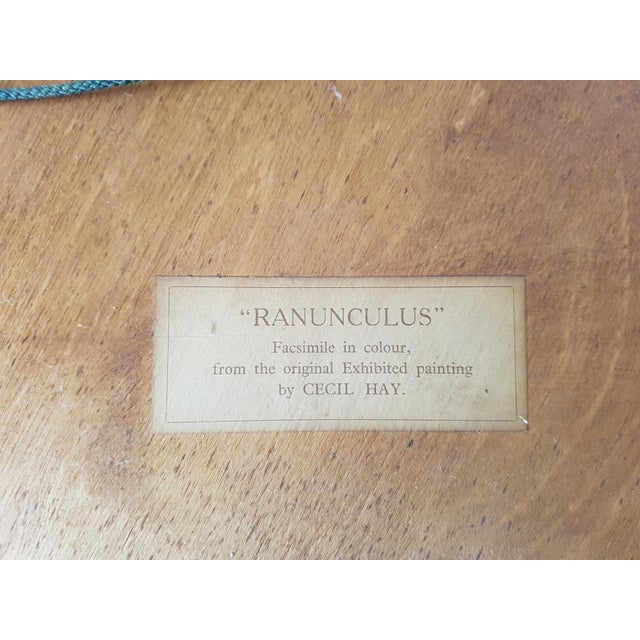 "RANUNCULUS"
Facsimile in colour,
from the original Exhibited painting
by CECIL HAY.